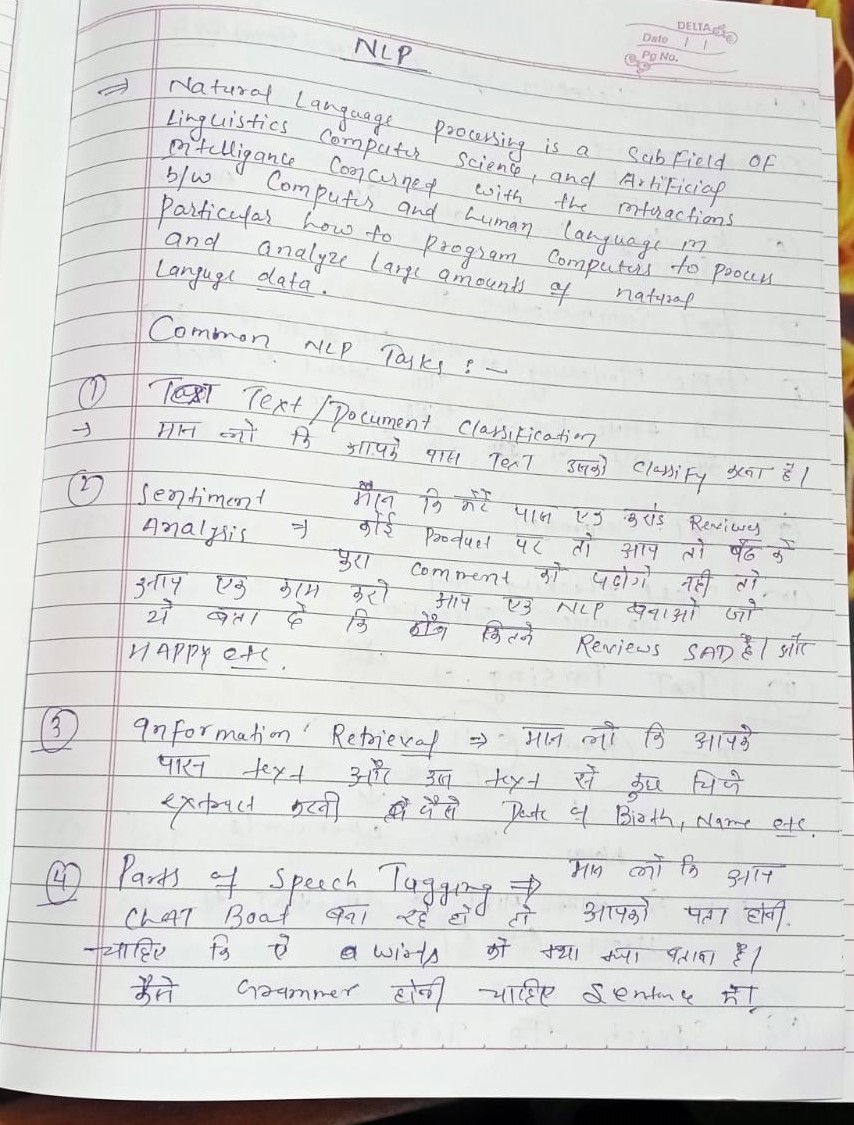 DELTA
Date / /
Pg No.
NLP
⇒ Natural Language Processing is a Sub Field OF
Linguistics Computer Science, and Artificial
Intelligance Concerned with the interactions
b/w Computer and human language in
Particular how to program Computers to process
and analyze large amounts of natural
Languge data.
Common NLP Tasks : -
① Text /Document Classification
→ मान लो कि आपके पास Text उसको Classify करना है।
② Sentiment मान कि मेरे पास एक करोड़ Reviews
Analysis ⇒ कोई Product पर तो आप तो बैठ के
पुरा Comment को पढ़ोगे नहीं तो
आप एक काम करो आप एक NLP बनाओ जो
ये बता दे कि कितने Reviews SAD है। और
HAPPY etc.
③ Information Retrieval ⇒ मान लो कि आपके
पास text और उस text से कुछ चिजे
extract करनी है जैसे Date of Birth, Name etc.
④ Parts of Speech Tagging ⇒ मान लो कि आप
ChAT Boat बना रहे हो तो आपको पता होनी
चाहिए कि ऐ words को क्या क्या बताना है।
कैसे Grammer होनी चाहिए Sentence में।